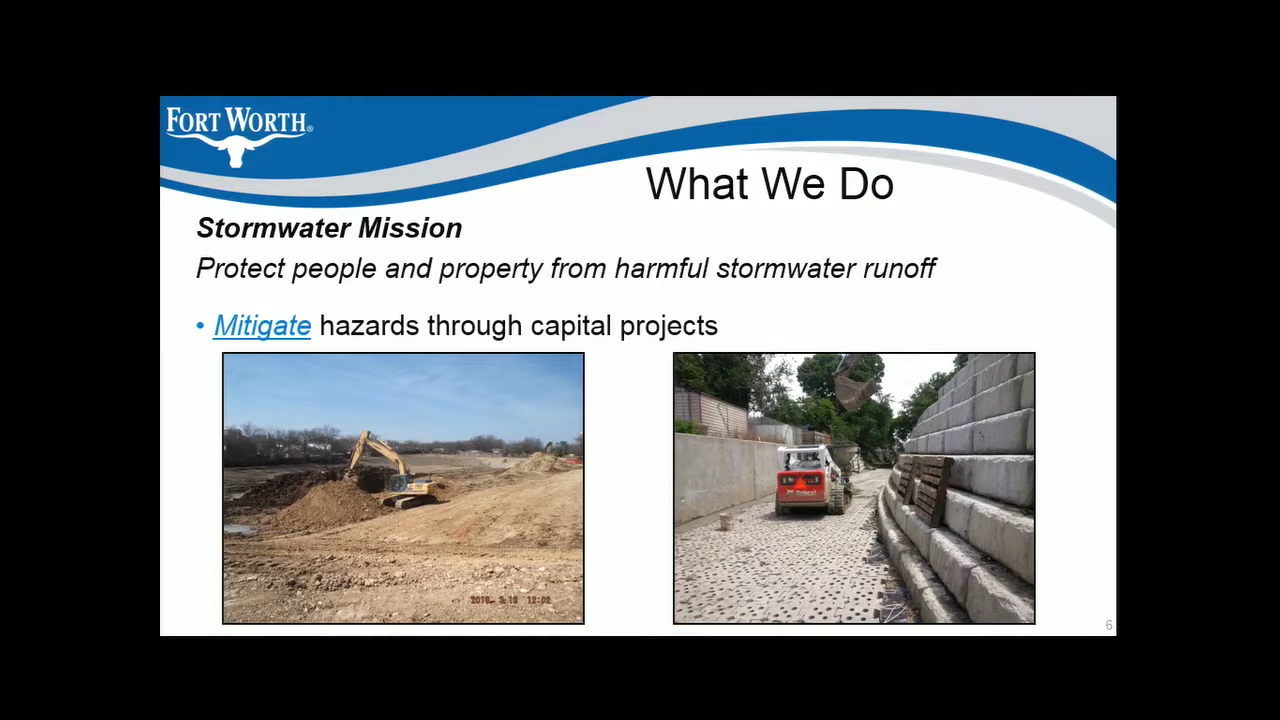 FORT WORTH®
What We Do
Stormwater Mission
Protect people and property from harmful stormwater runoff
• Mitigate hazards through capital projects
Bobcat
6